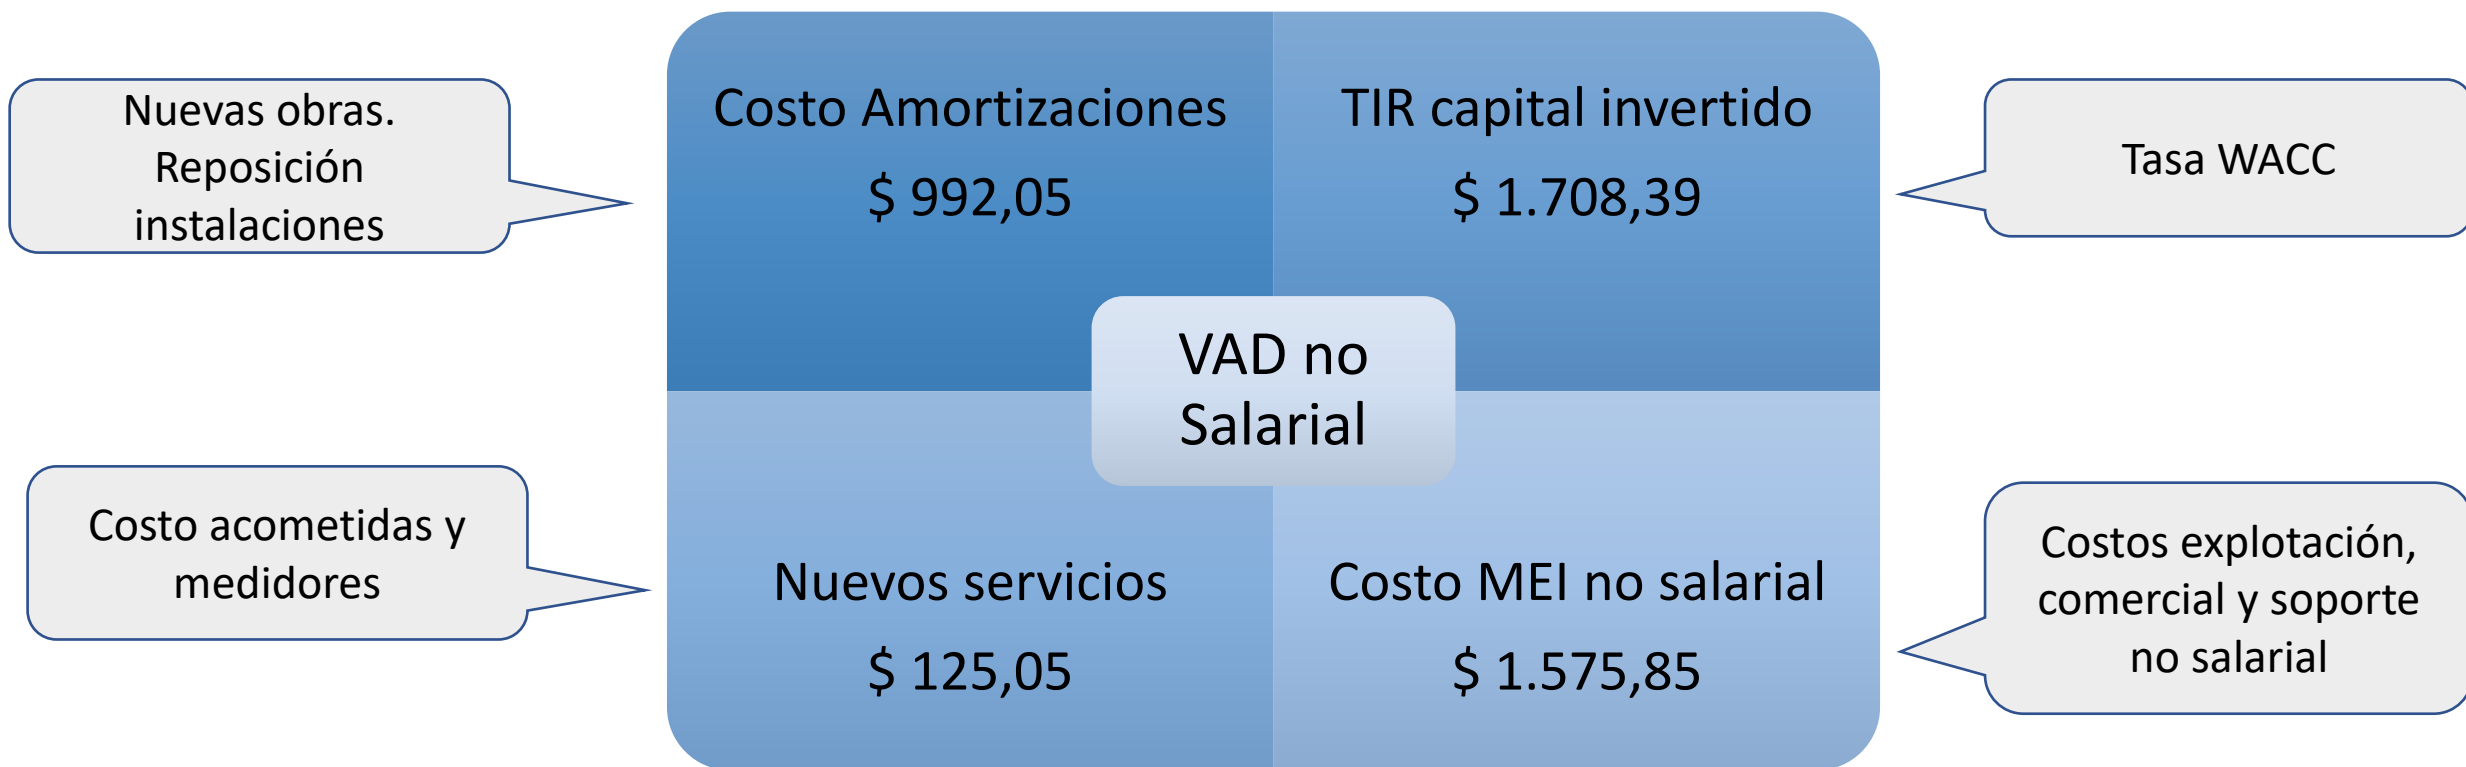 Nuevas obras.
Reposición
instalaciones
Costo Amortizaciones
$ 992,05
TIR capital invertido
$ 1.708,39
Tasa WACC
VAD no
Salarial
Costo acometidas y
medidores
Nuevos servicios
$ 125,05
Costo MEI no salarial
$ 1.575,85
Costos explotación,
comercial y soporte
no salarial